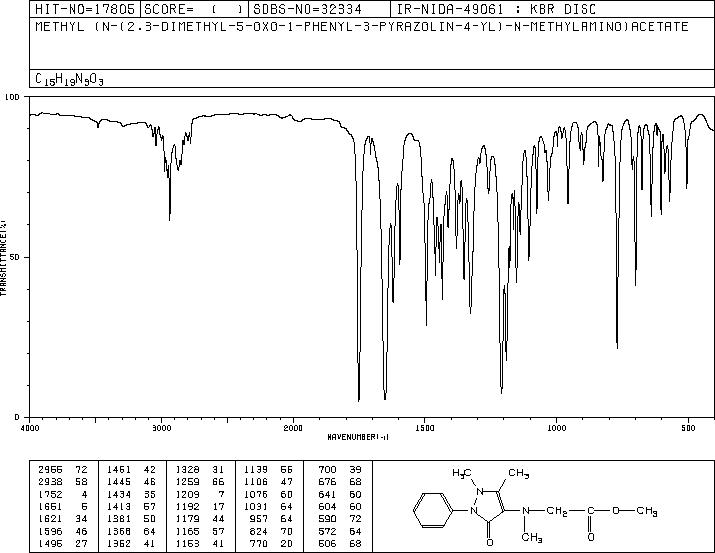 HIT-NO=17805 SCORE= ( ) SDBS-NO=32334 IR-NIDA-49061 : KBR DISC
METHYL (N-(2,3-DIMETHYL-5-OXO-1-PHENYL-3-PYRAZOLIN-4-YL)-N-METHYLAMINO)ACETATE
C15H19N3O3
100
50
0
TRANSMITTANCE(%)
4000 3000 2000 1500 1000 500
WAVENUMBER(-1)
2966 72 1461 42 1328 31 1139 55 700 39
2938 58 1445 46 1259 66 1106 47 676 68
1752 4 1434 35 1209 7 1076 60 641 60
1651 5 1413 57 1192 17 1031 64 604 60
1621 34 1381 50 1179 44 957 64 590 72
1596 46 1368 64 1165 57 824 70 572 64
1495 27 1352 41 1153 41 770 20 506 68
H3C CH3
N
N N CH2 C O CH3
O CH3 O